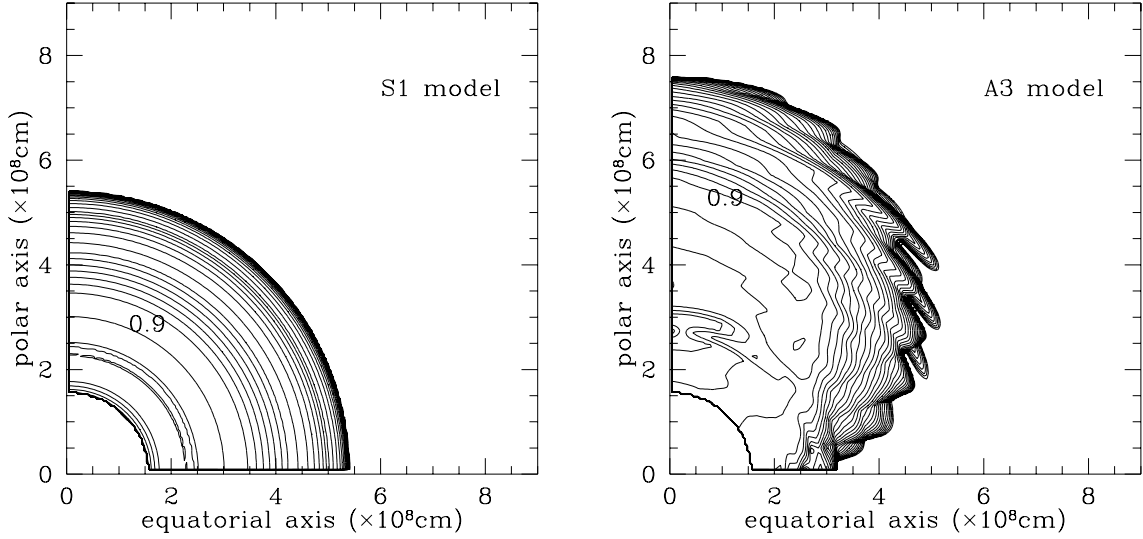 S1 model
0.9
8
6
4
2
0
polar axis (×10⁸cm)
0 2 4 6 8
equatorial axis (×10⁸cm)
A3 model
0.9
8
6
4
2
0
polar axis (×10⁸cm)
0 2 4 6 8
equatorial axis (×10⁸cm)